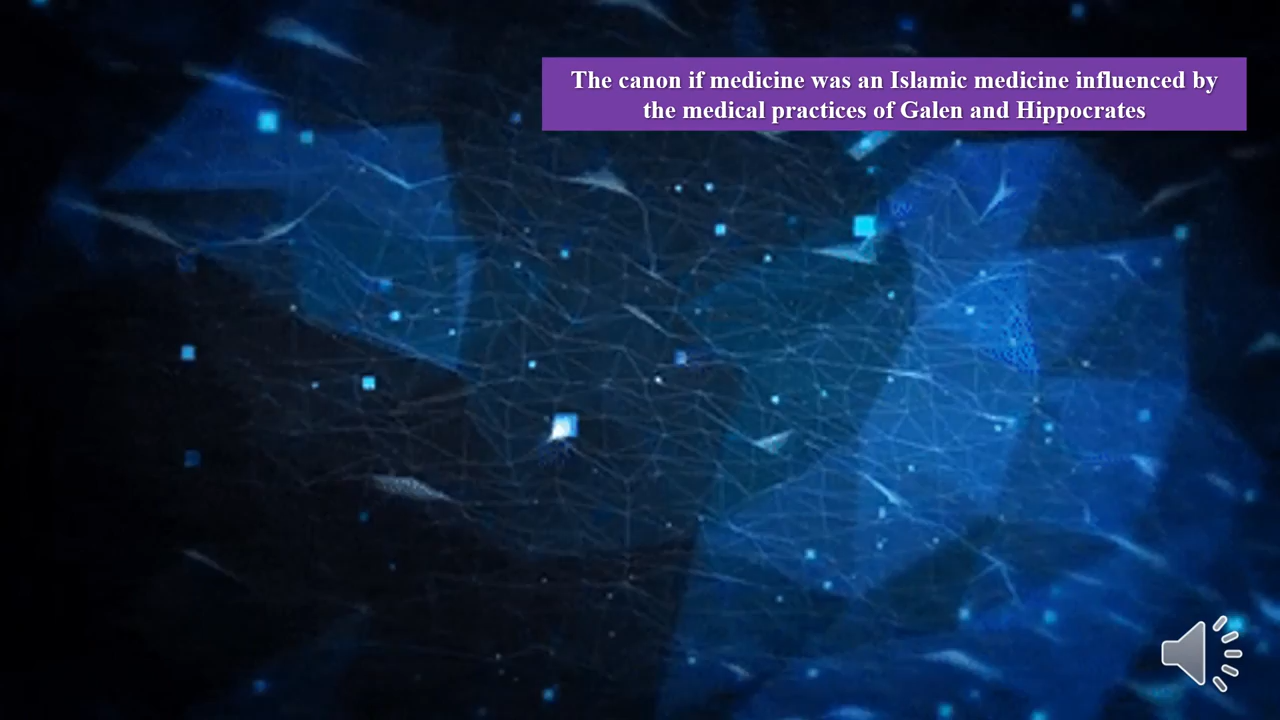 The canon if medicine was an Islamic medicine influenced by
the medical practices of Galen and Hippocrates